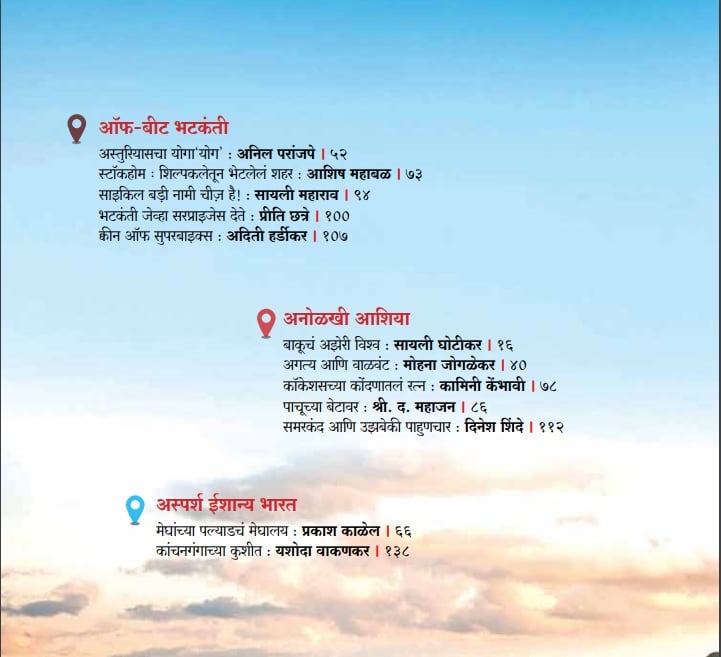 ऑफ-बीट भटकंती
अस्तुरियासचा योगा‘योग’ : अनिल परांजपे । ५२
स्टॉकहोम : शिल्पकलेतून भेटलेलं शहर : आशिष महाबळ । ७३
साइकिल बड़ी नामी चीज़ है! : सायली महाराव । ९४
भटकंती जेव्हा सरप्राइजेस देते : प्रीति छत्रे । १००
क्वीन ऑफ सुपरबाइक्स : अदिती हर्डीकर । १०७
अनोळखी आशिया
बाकूचं अझेरी विश्व : सायली घोटीकर । १६
अगत्य आणि वाळवंट : मोहना जोगळेकर । ४०
कॉकेशसच्या कोंदणातलं रत्न : कामिनी केंभावी । ७८
पाचूच्या बेटावर : श्री. द. महाजन । ८६
समरकंद आणि उझबेकी पाहुणचार : दिनेश शिंदे । ११२
अस्पर्श ईशान्य भारत
मेघांच्या पल्याडचं मेघालय : प्रकाश काळेल । ६६
कांचनगंगाच्या कुशीत : यशोदा वाकणकर । १३८